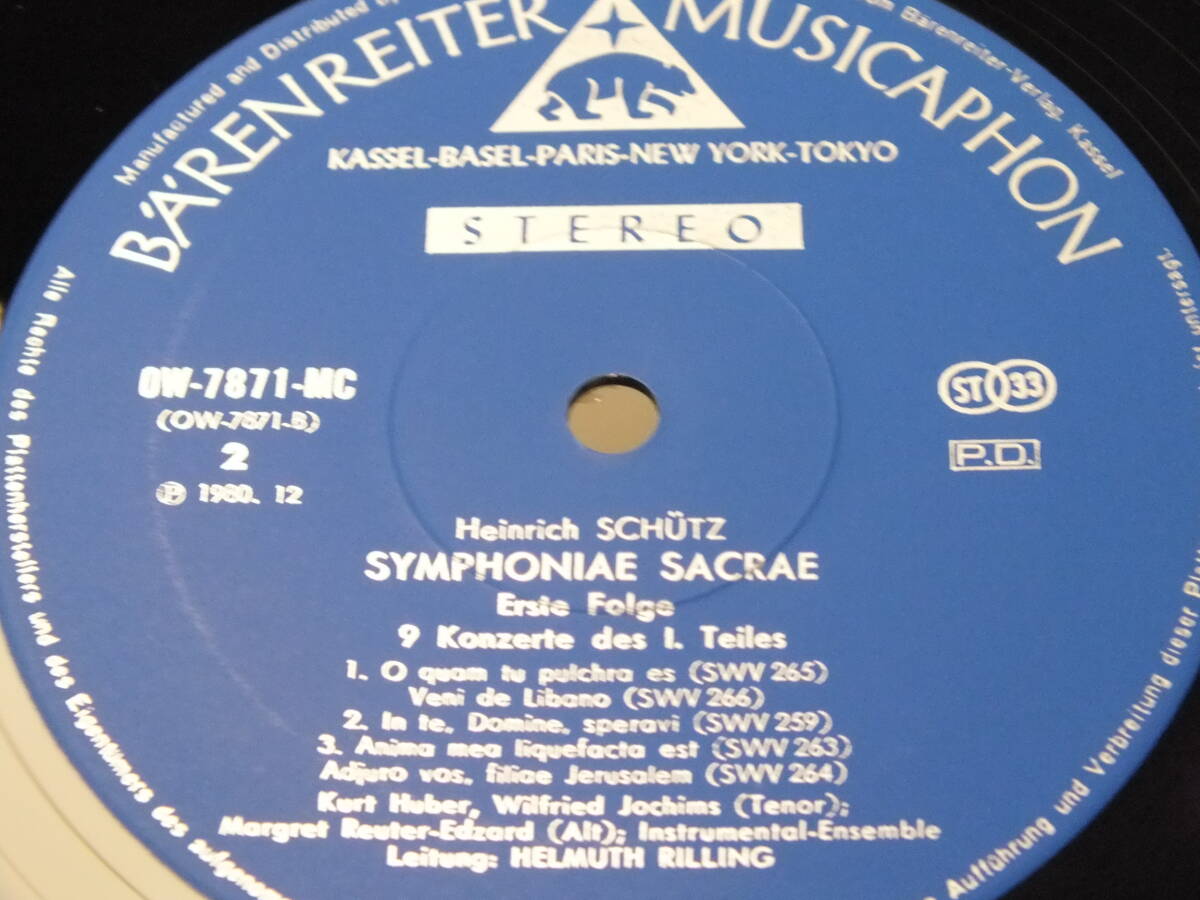 Manufactured and Distributed by
Bärenreiter-Verlag, Kassel
BÄRENREITER MUSICAPHON
KASSEL-BASEL-PARIS-NEW YORK-TOKYO
STEREO
OW-7871-MC
(OW-7871-B)
2
Ⓟ 1980. 12
ST 33
P.D.
Heinrich SCHÜTZ
SYMPHONIAE SACRAE
Erste Folge
9 Konzerte des I. Teiles
1. O quam tu pulchra es (SWV 265)
Veni de Libano (SWV 266)
2. In te, Domine, speravi (SWV 259)
3. Anima mea liquefacta est (SWV 263)
Adjuro vos, filiae Jerusalem (SWV 264)
Kurt Huber, Wilfried Jochims (Tenor);
Margret Reuter-Edzard (Alt); Instrumental-Ensemble
Leitung: HELMUTH RILLING
Alle Rechte des Plattenherstellers und des Eigentümers des
Aufführung und Verbreitung dieser
untersagt.